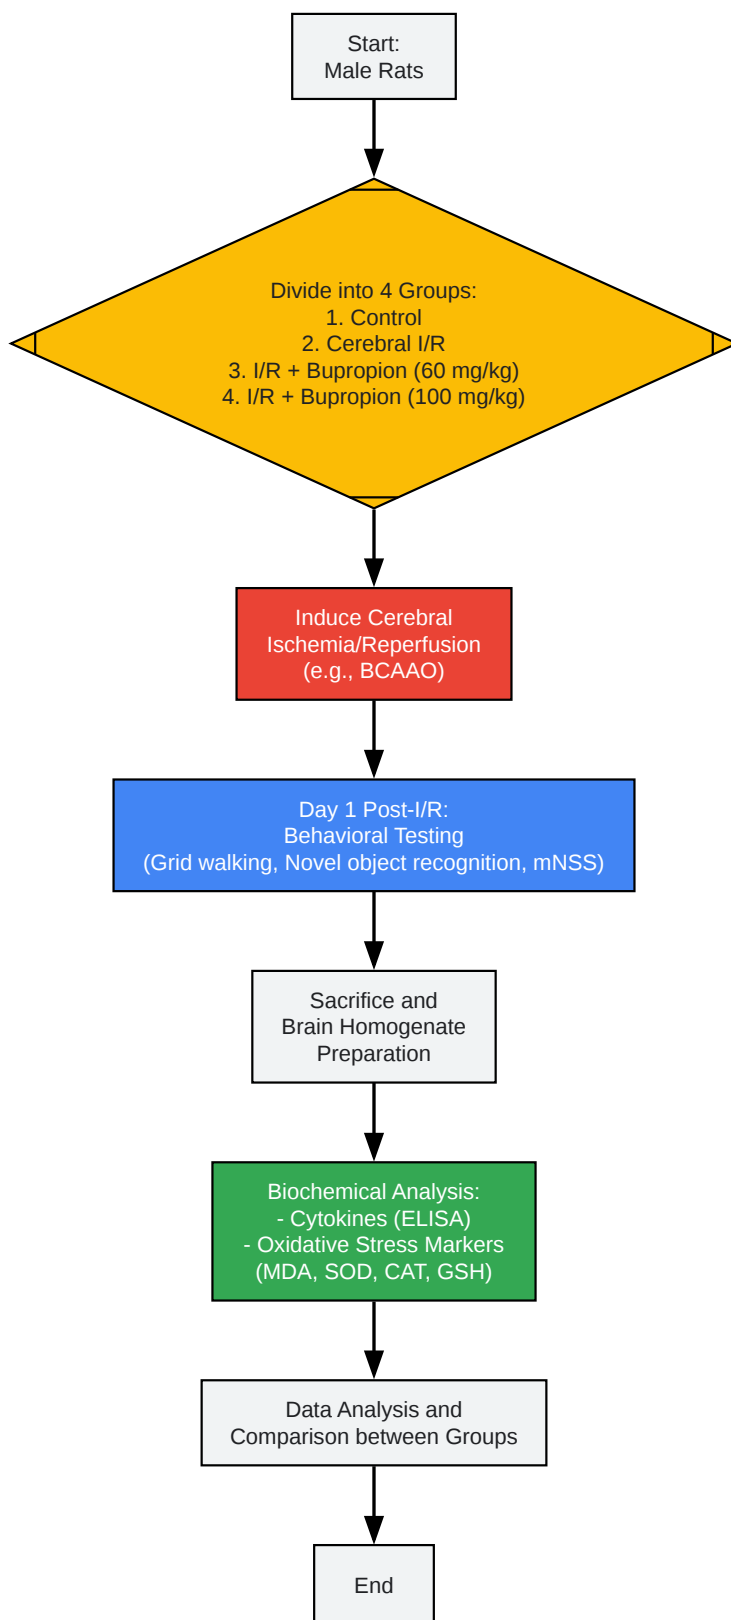 Start:
Male Rats
Divide into 4 Groups:
1. Control
2. Cerebral I/R
3. I/R + Bupropion (60 mg/kg)
4. I/R + Bupropion (100 mg/kg)
Induce Cerebral
Ischemia/Reperfusion
(e.g., BCAAO)
Day 1 Post-I/R:
Behavioral Testing
(Grid walking, Novel object recognition, mNSS)
Sacrifice and
Brain Homogenate
Preparation
Biochemical Analysis:
- Cytokines (ELISA)
- Oxidative Stress Markers
(MDA, SOD, CAT, GSH)
Data Analysis and
Comparison between Groups
End